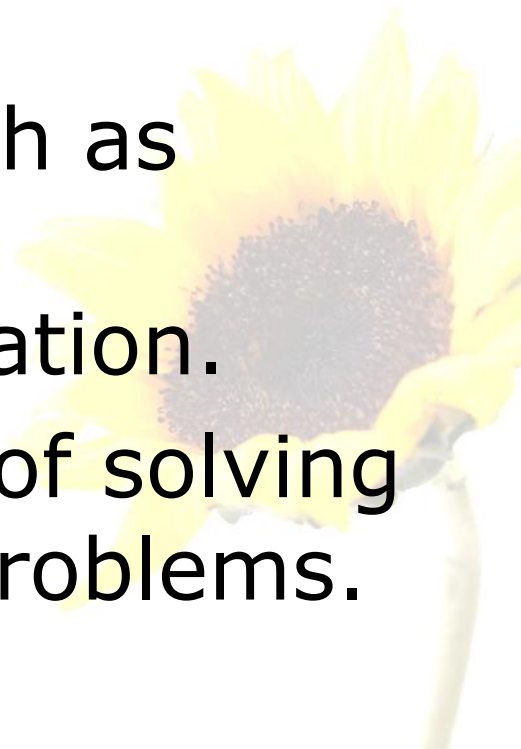 h as
ation.
of solving
roblems.